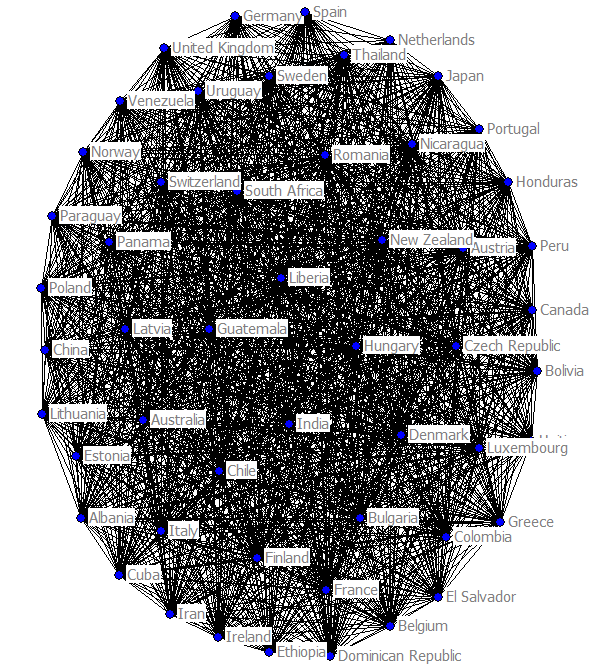 Germany
Spain
Netherlands
United Kingdom
Thailand
Sweden
Japan
Uruguay
Venezuela
Portugal
Nicaragua
Norway
Romania
Switzerland
Honduras
South Africa
Paraguay
Panama
New Zealand
Austria
Peru
Liberia
Poland
Canada
Latvia
Guatemala
China
Hungary
Czech Republic
Bolivia
Lithuania
Australia
India
Denmark
Luxembourg
Estonia
Chile
Albania
Bulgaria
Greece
Italy
Colombia
Finland
Cuba
France
El Salvador
Iran
Belgium
Ireland
Ethiopia
Dominican Republic